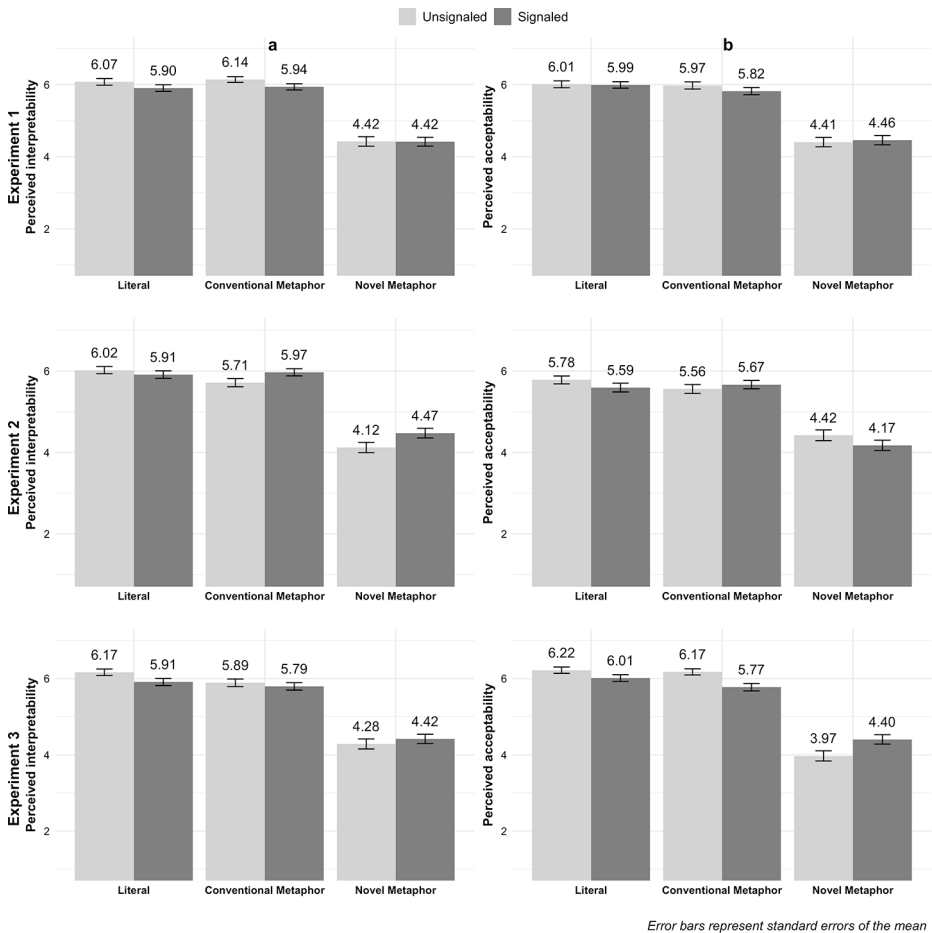 Unsignaled Signaled
a
b
Experiment 1
Perceived interpretability
6
4
2
6.07 5.90 6.14 5.94 4.42 4.42
Literal Conventional Metaphor Novel Metaphor
Perceived acceptability
6
4
2
6.01 5.99 5.97 5.82 4.41 4.46
Literal Conventional Metaphor Novel Metaphor
Experiment 2
Perceived interpretability
6
4
2
6.02 5.91 5.71 5.97 4.12 4.47
Literal Conventional Metaphor Novel Metaphor
Perceived acceptability
6
4
2
5.78 5.59 5.56 5.67 4.42 4.17
Literal Conventional Metaphor Novel Metaphor
Experiment 3
Perceived interpretability
6
4
2
6.17 5.91 5.89 5.79 4.28 4.42
Literal Conventional Metaphor Novel Metaphor
Perceived acceptability
6
4
2
6.22 6.01 6.17 5.77 3.97 4.40
Literal Conventional Metaphor Novel Metaphor
Error bars represent standard errors of the mean